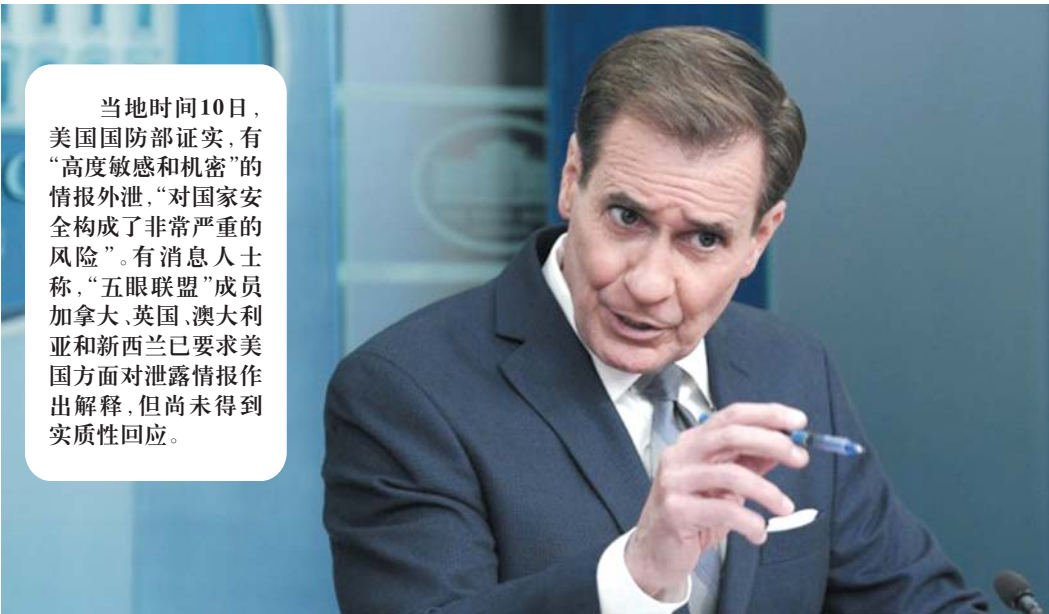 当地时间10日，
美国国防部证实，有
“高度敏感和机密”的
情报外泄，“对国家安
全构成了非常严重的
风险”。有消息人士
称，“五眼联盟”成员
加拿大、英国、澳大利
亚和新西兰已要求美
国方面对泄露情报作
出解释，但尚未得到
实质性回应。